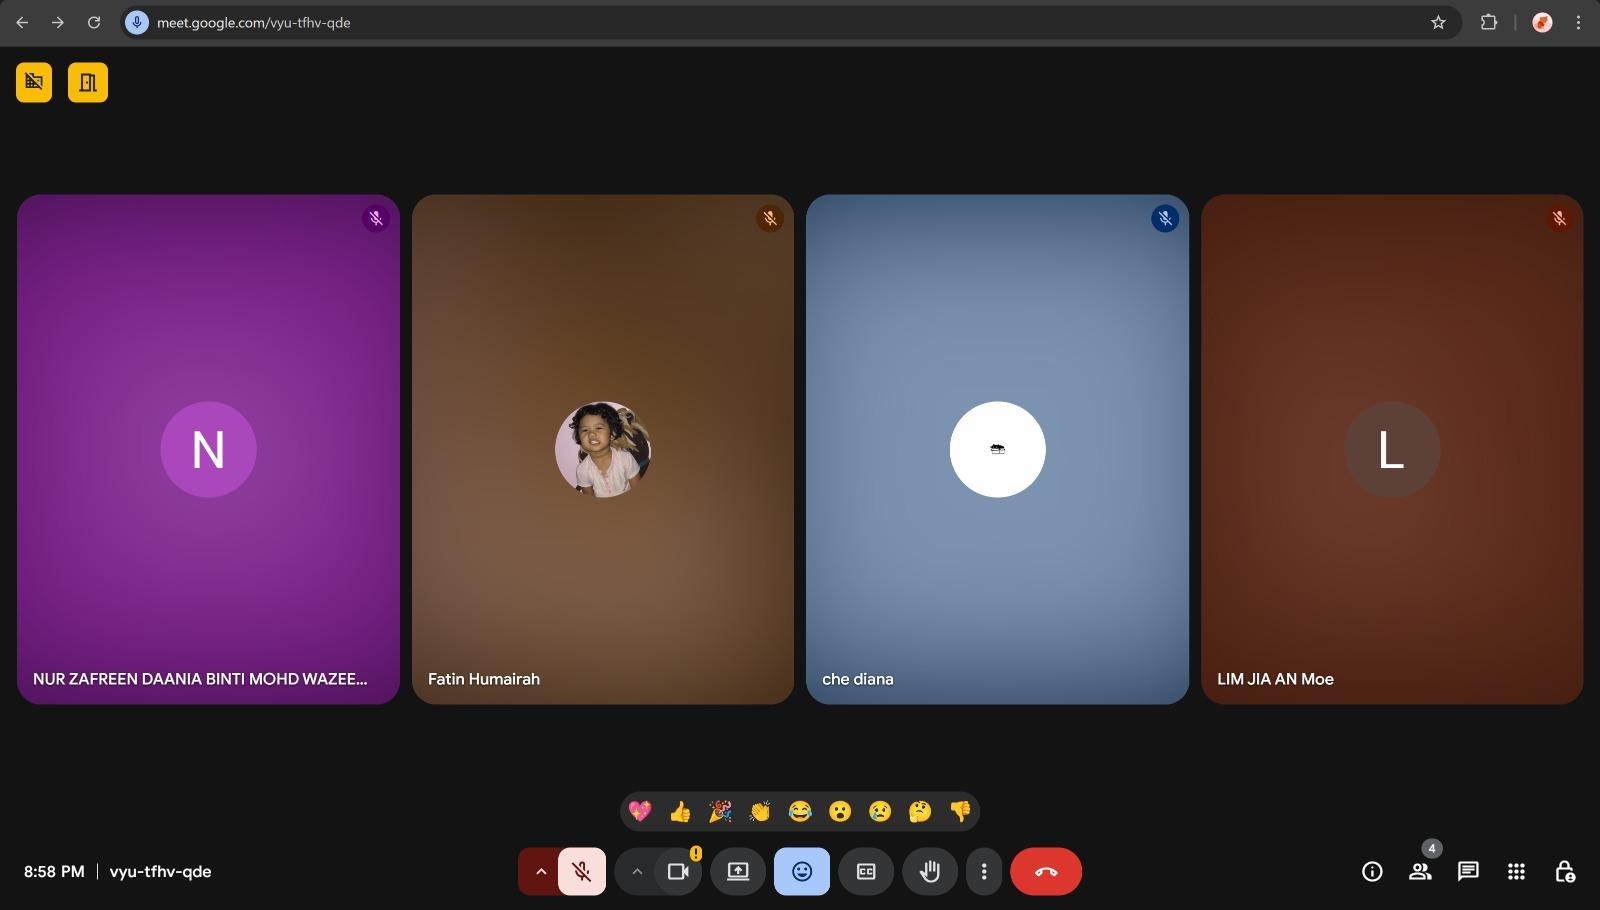 meet.google.com/vyu-tfhv-qde
N
L
NUR ZAFREEN DAANIA BINTI MOHD WAZEE...
Fatin Humairah
che diana
LIM JIA AN Moe
8:58 PM | vyu-tfhv-qde
CC
4